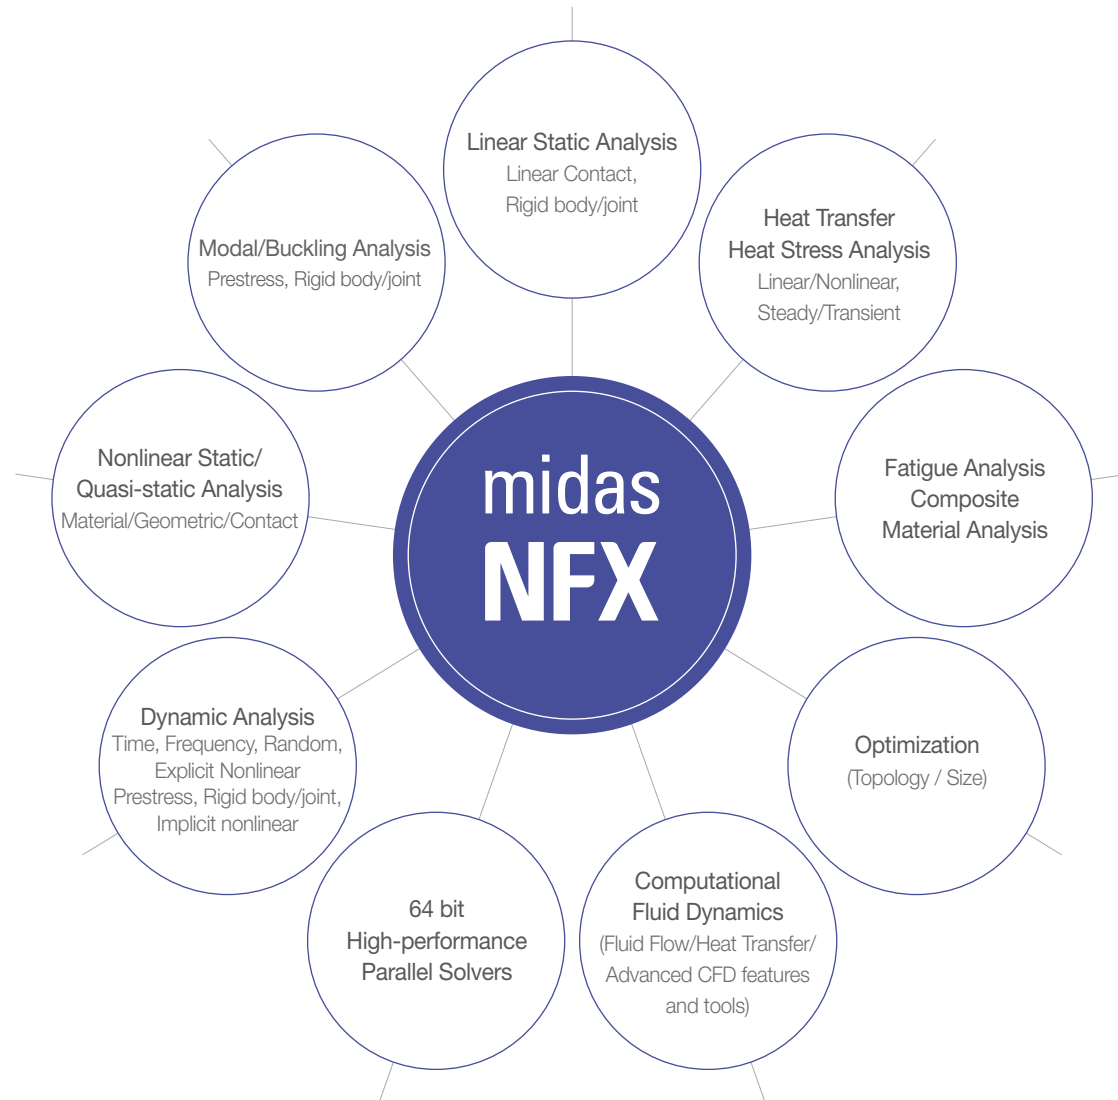 Linear Static Analysis
Linear Contact,
Rigid body/joint
Heat Transfer
Heat Stress Analysis
Linear/Nonlinear,
Steady/Transient
Fatigue Analysis
Composite
Material Analysis
Optimization
(Topology / Size)
Computational
Fluid Dynamics
(Fluid Flow/Heat Transfer/
Advanced CFD features
and tools)
64 bit
High-performance
Parallel Solvers
Dynamic Analysis
Time, Frequency, Random,
Explicit Nonlinear
Prestress, Rigid body/joint,
Implicit nonlinear
Nonlinear Static/
Quasi-static Analysis
Material/Geometric/Contact
Modal/Buckling Analysis
Prestress, Rigid body/joint
midas
NFX